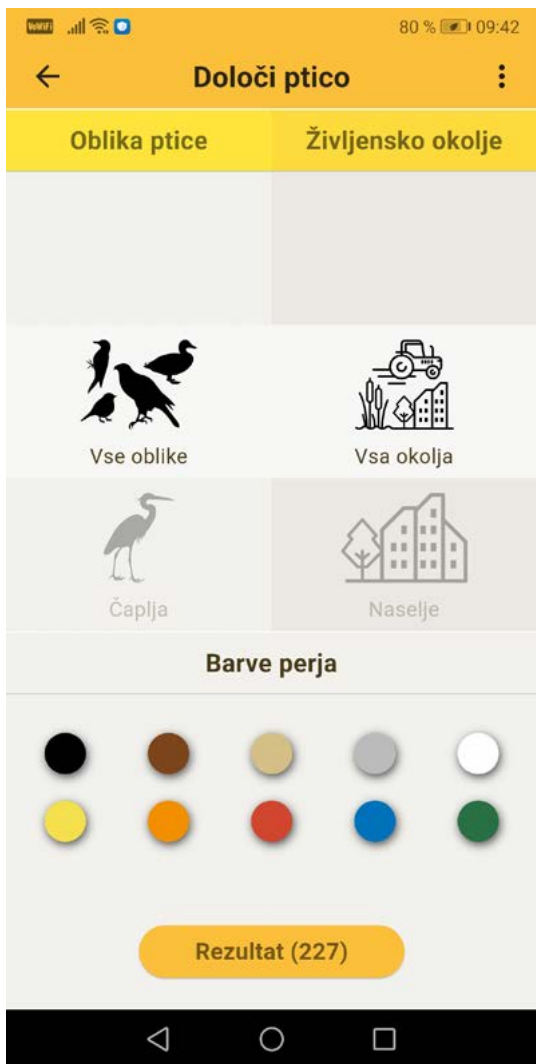 VoWiFi 80 % 09:42
Določi ptico
Oblika ptice Življensko okolje
Vse oblike Vsa okolja
Čaplja Naselje
Barve perja
Rezultat (227)